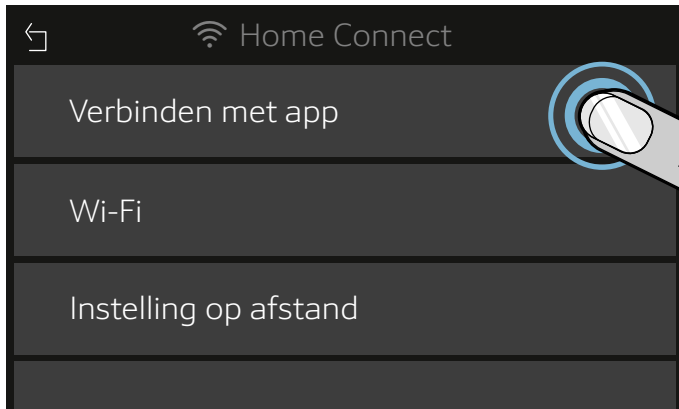 Home Connect
Verbinden met app
Wi-Fi
Instelling op afstand